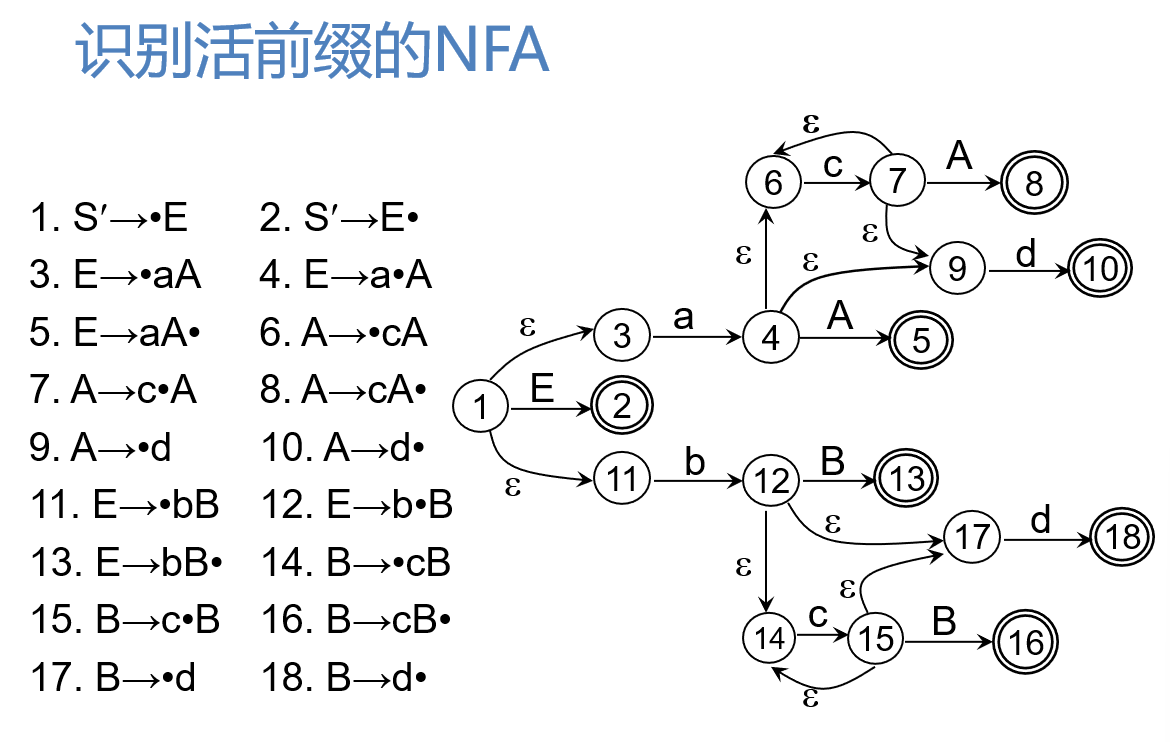 识别活前缀的NFA
1. S′→•E 2. S′→E•
3. E→•aA 4. E→a•A
5. E→aA• 6. A→•cA
7. A→c•A 8. A→cA•
9. A→•d 10. A→d•
11. E→•bB 12. E→b•B
13. E→bB• 14. B→•cB
15. B→c•B 16. B→cB•
17. B→•d 18. B→d•
ε
6 c 7 A 8
ε ε ε 9 d 10
ε 3 a 4 A 5
1 E 2
ε 11 b 12 B 13
ε ε 17 d 18
ε
14 c 15 B 16
ε